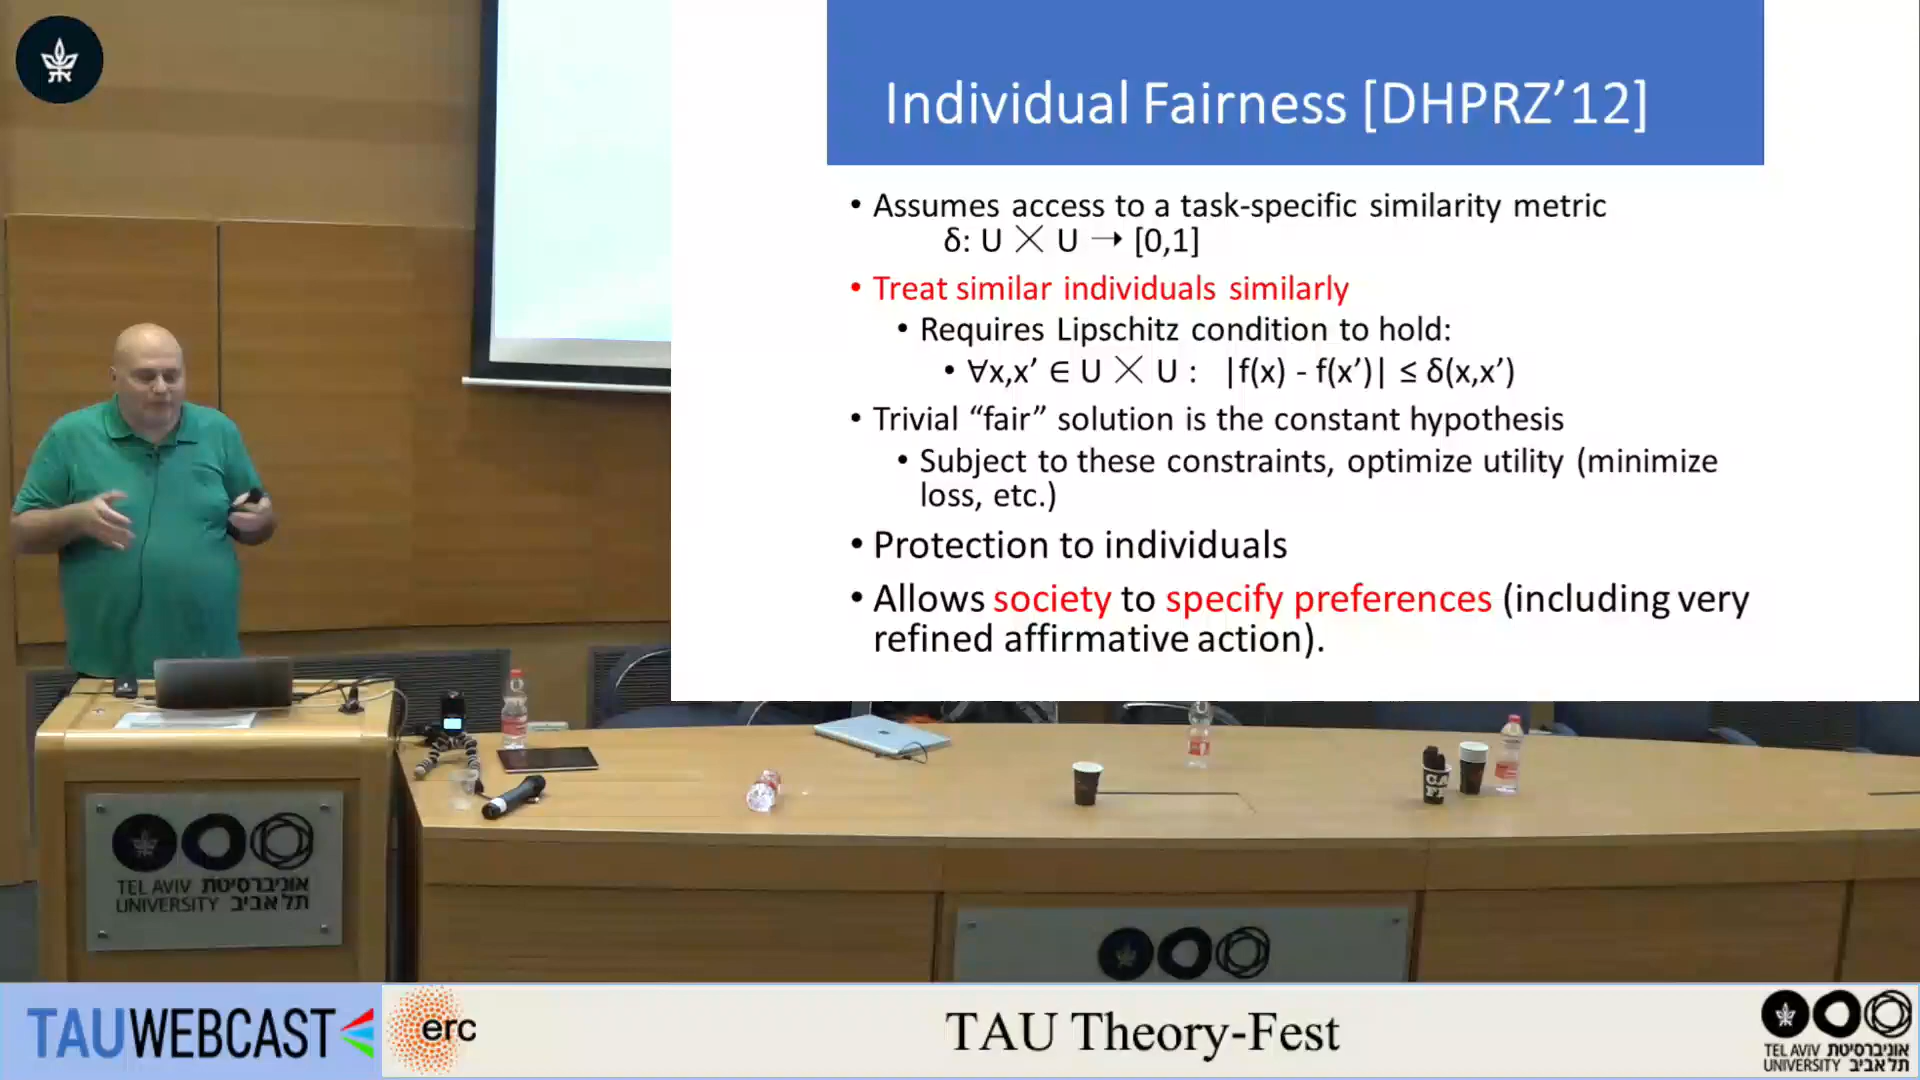 Individual Fairness [DHPRZ’12]
• Assumes access to a task-specific similarity metric
δ: U × U → [0,1]
• Treat similar individuals similarly
• Requires Lipschitz condition to hold:
• ∀x,x’ ∈ U × U : |f(x) - f(x’)| ≤ δ(x,x’)
• Trivial “fair” solution is the constant hypothesis
• Subject to these constraints, optimize utility (minimize
loss, etc.)
• Protection to individuals
• Allows society to specify preferences (including very
refined affirmative action).
TEL AVIV אוניברסיטת
UNIVERSITY תל אביב
TAUWEBCAST
erc
TAU Theory-Fest
TEL AVIV אוניברסיטת
UNIVERSITY תל אביב